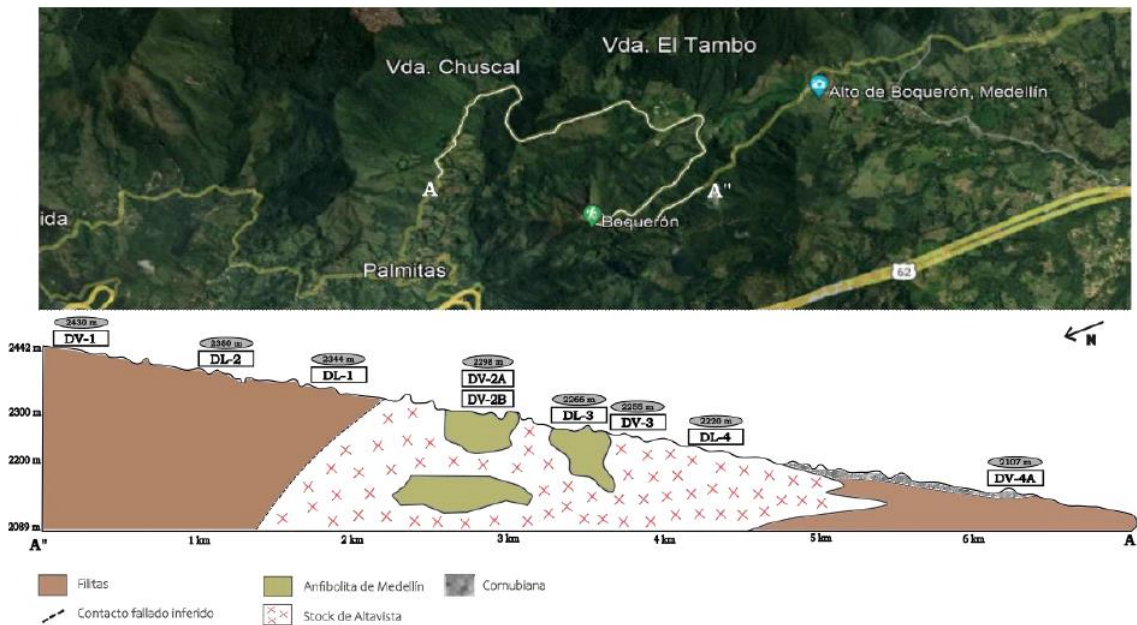 Vda. El Tambo
Vda. Chuscal
Alto de Boquerón, Medellín
A
A"
Boquerón
ida
Palmitas
62
N
2430 m
DV-1
2442 m
DL-2
2344 m
DL-1
2298 m
DV-2A
DV-2B
2300 m
2266 m
DL-3
DV-3
2220 m
DL-4
2200 m
2107 m
DV-4A
2089 m
A" 1 km 2 km 3 km 4 km 5 km 6 km A
Filitas
Anfibolita de Medellín
Cornubiana
Contacto fallado inferido
Stock de Altavista